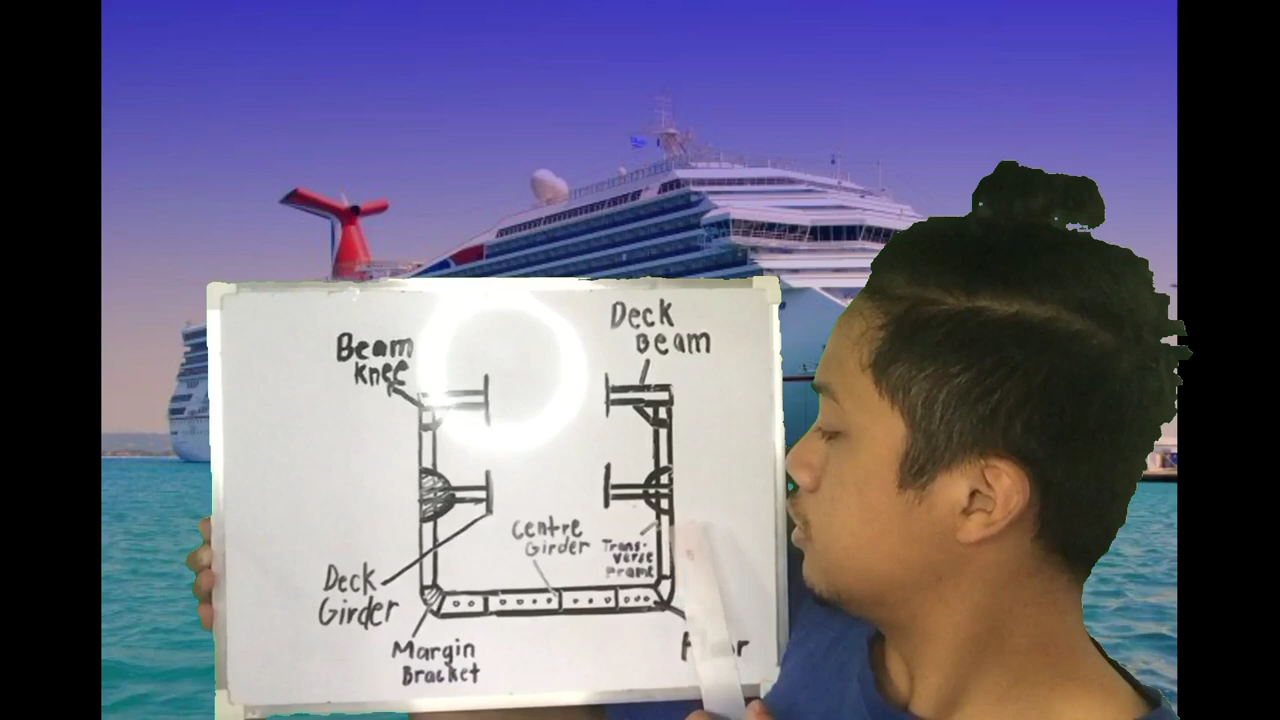 Deck
Beam
Beam
Knee
Centre
Girder
Trans-
verse
Frame
Deck
Girder
Margin
Bracket